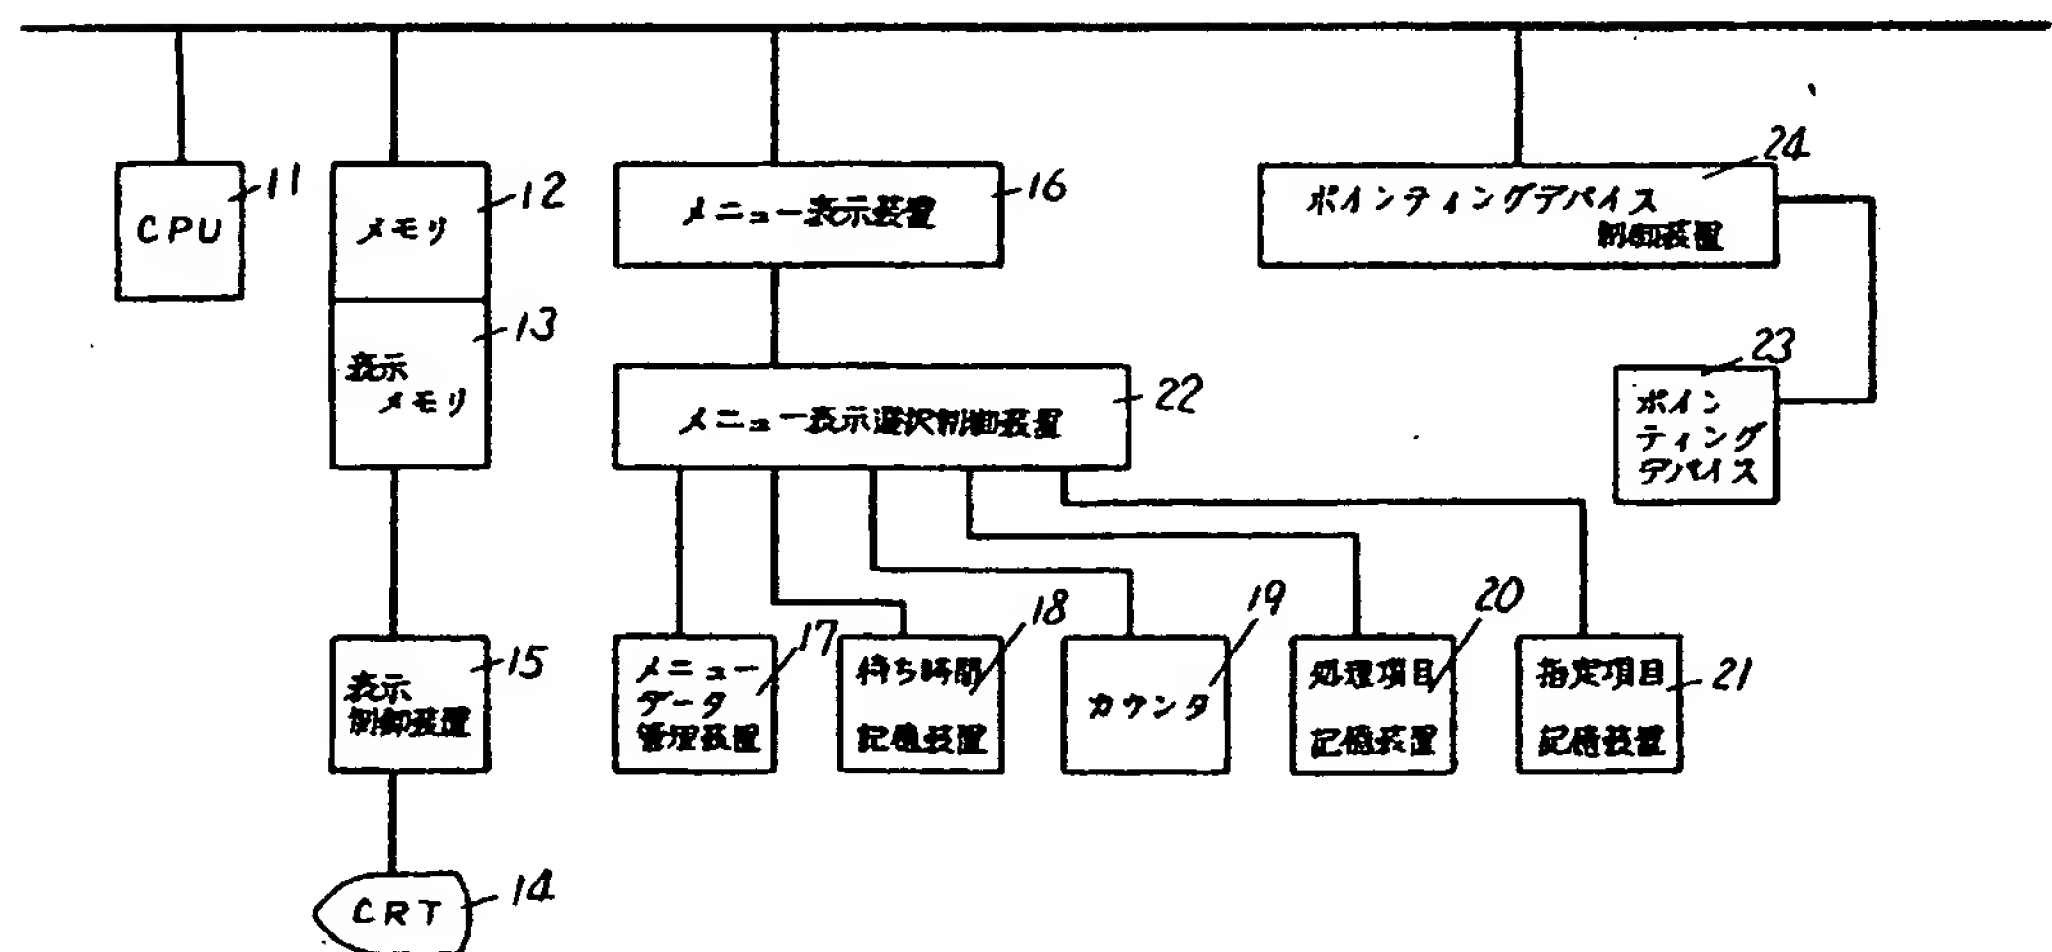 CPU
11
メモリ
12
表示
メモリ
13
メニュー表示装置
16
ポインティングデバイス
制御装置
24
ポイン
ティング
デバイス
23
メニュー表示選択制御装置
22
表示
制御装置
15
メニュー
データ
管理装置
17
待ち時間
記憶装置
18
カウンタ
19
処理項目
記憶装置
20
指定項目
記憶装置
21
CRT
14